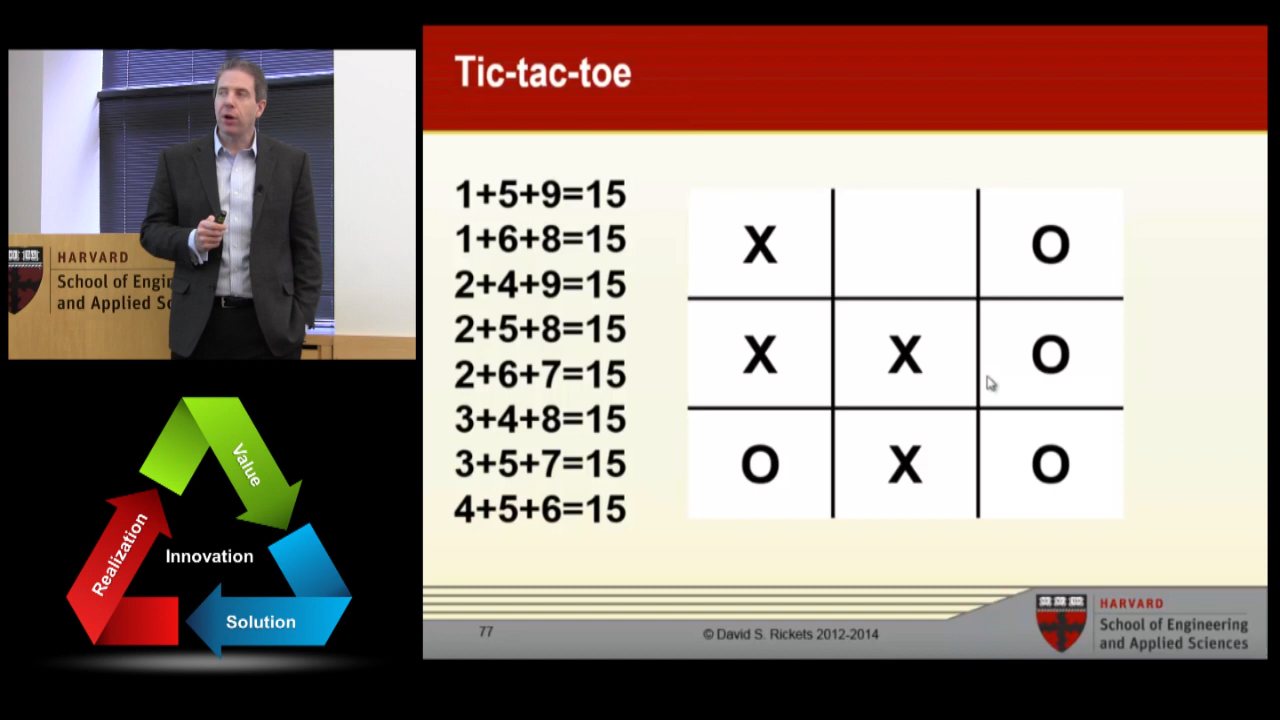 Tic-tac-toe
1+5+9=15
1+6+8=15
2+4+9=15
2+5+8=15
2+6+7=15
3+4+8=15
3+5+7=15
4+5+6=15
X O
X X O
O X O
HARVARD
School of Engi
and Applied Sc
Value
Realization
Innovation
Solution
77
© David S. Rickets 2012-2014
HARVARD
School of Engineering
and Applied Sciences